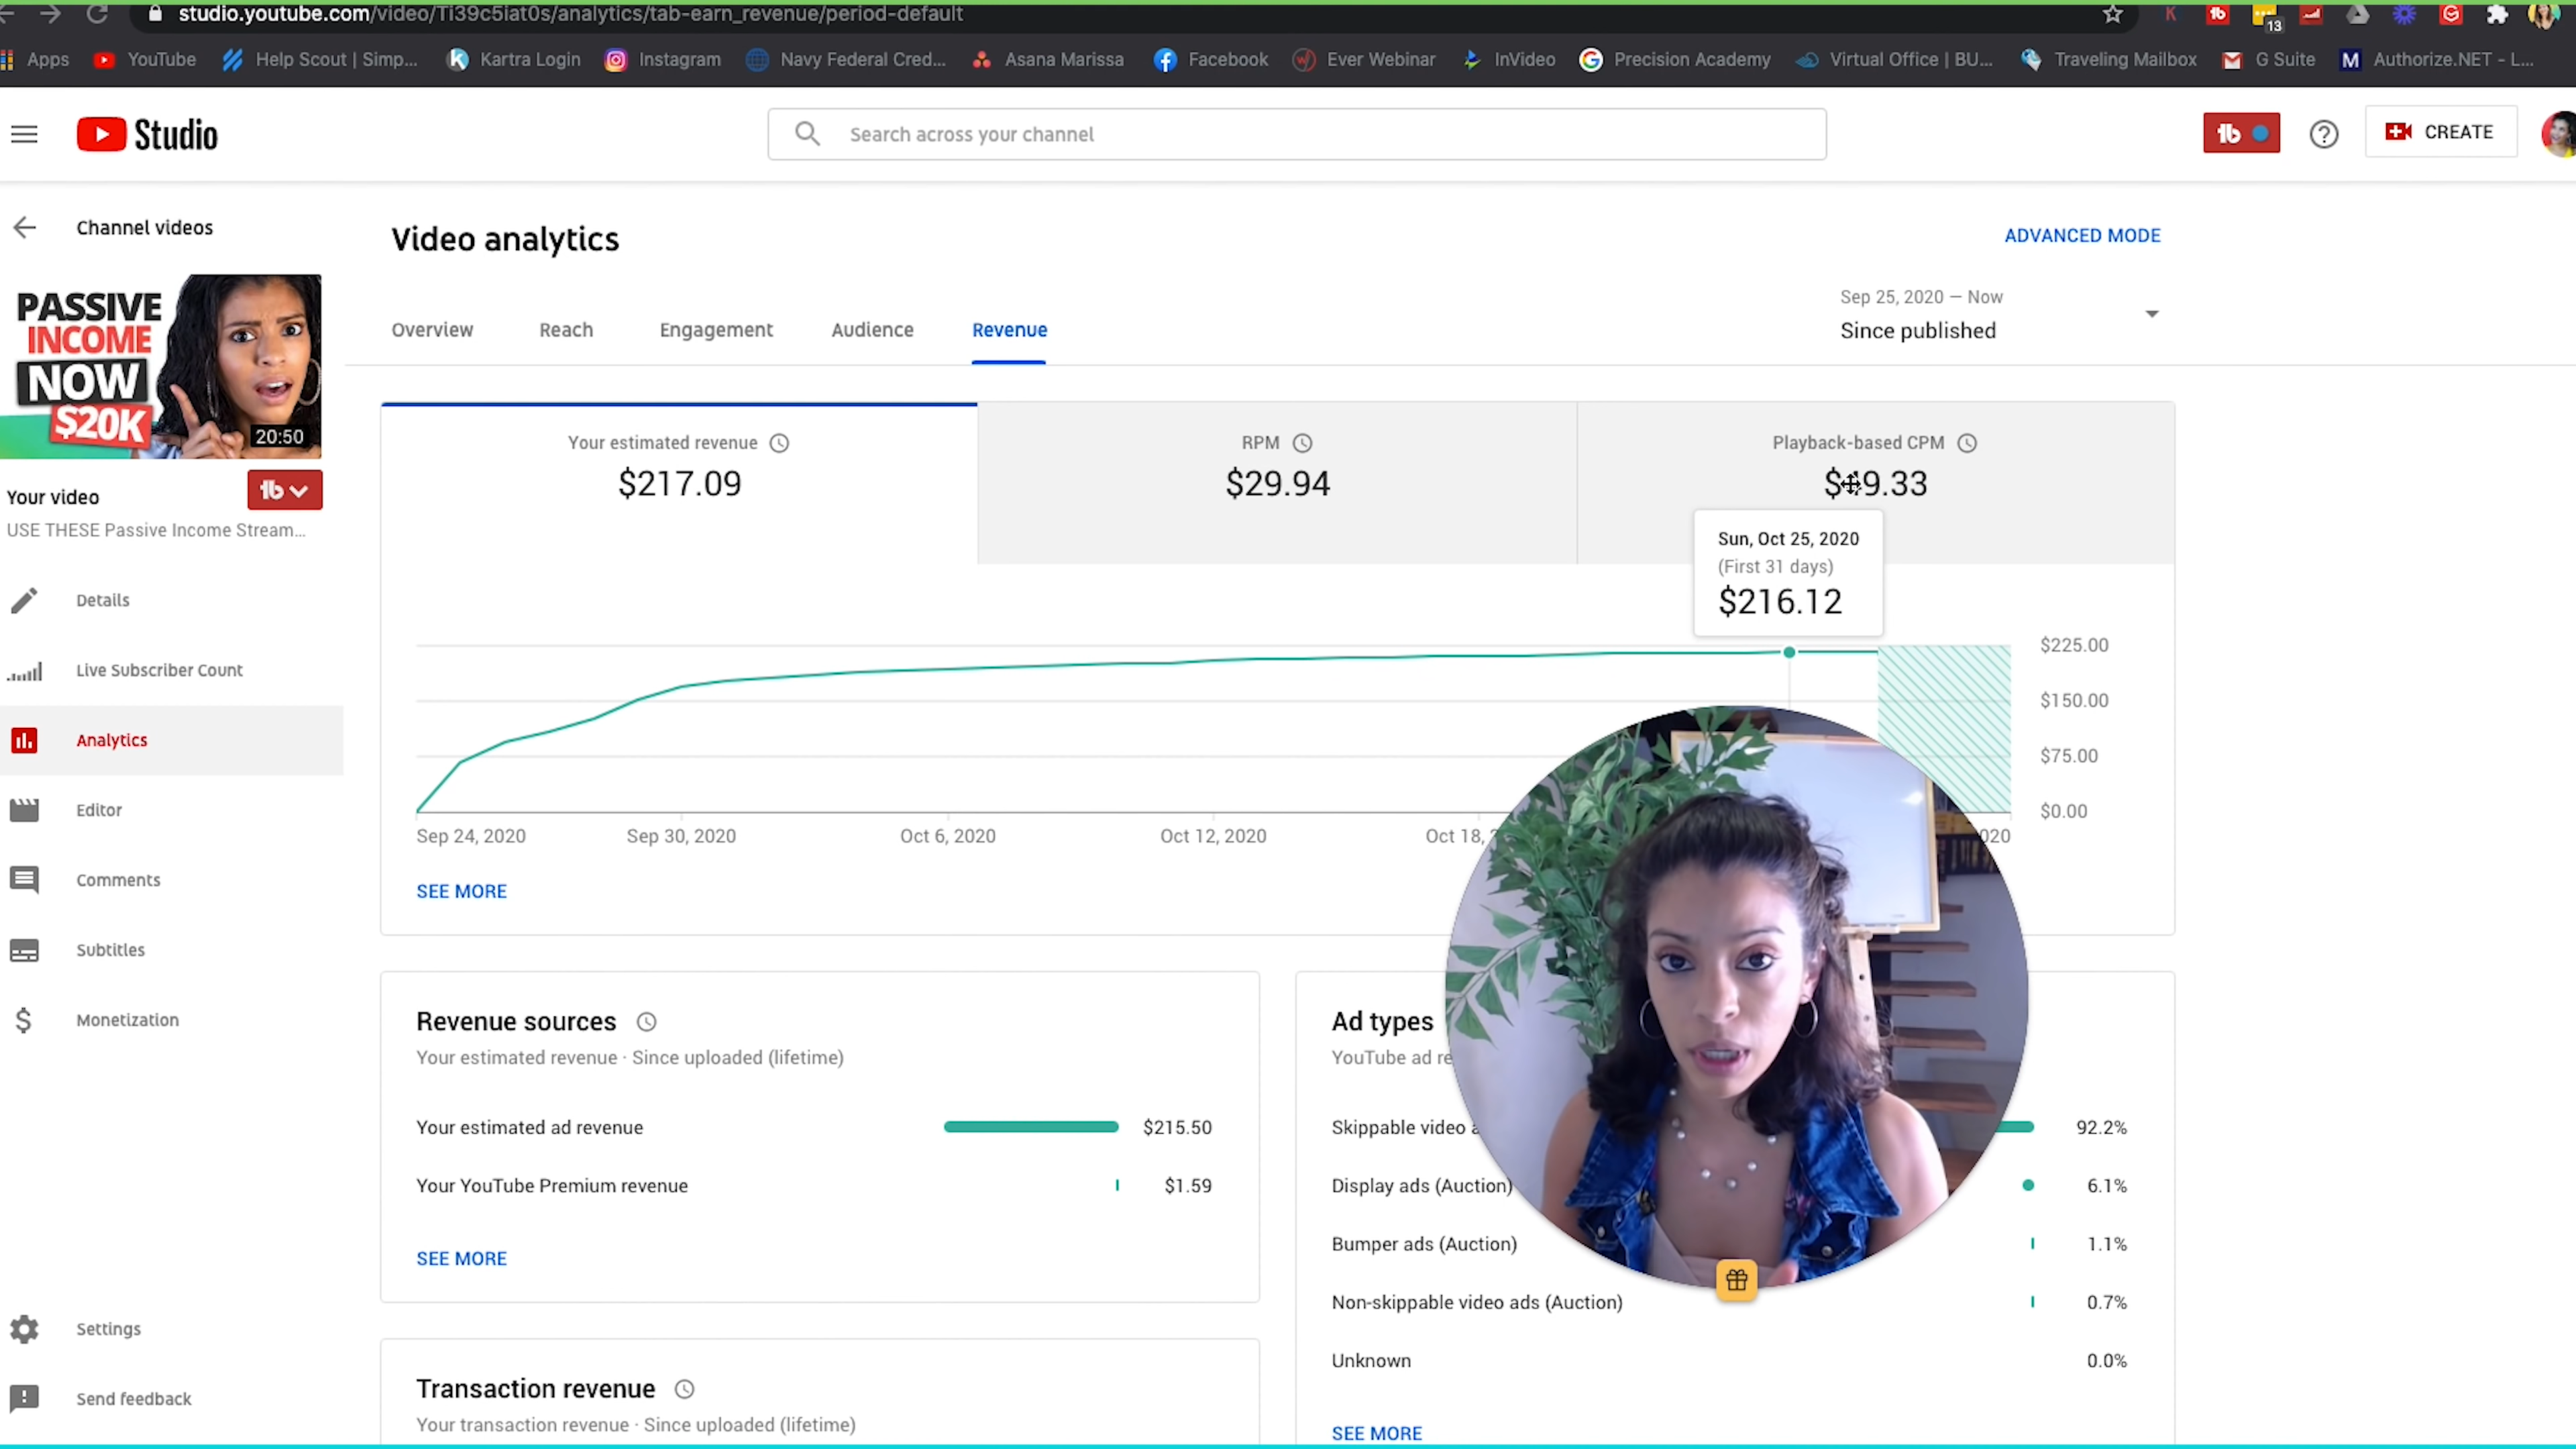 studio.youtube.com/video/Ti39c5iat0s/analytics/tab-earn_revenue/period-default
13
Apps YouTube Help Scout | Simp... Kartra Login Instagram Navy Federal Cred... Asana Marissa Facebook Ever Webinar InVideo Precision Academy Virtual Office | BU... Traveling Mailbox G Suite Authorize.NET - L...
Studio
Search across your channel
CREATE
Channel videos
PASSIVE
INCOME
NOW
$20K
20:50
Your video
USE THESE Passive Income Stream...
Details
Live Subscriber Count
Analytics
Editor
Comments
Subtitles
Monetization
Settings
Send feedback
Video analytics
ADVANCED MODE
Overview Reach Engagement Audience Revenue
Sep 25, 2020 – Now
Since published
Your estimated revenue
$217.09
RPM
$29.94
Playback-based CPM
Sun, Oct 25, 2020
(First 31 days)
$216.12
$225.00
$150.00
$75.00
$0.00
Sep 24, 2020 Sep 30, 2020 Oct 6, 2020 Oct 12, 2020 Oct 18,
SEE MORE
Revenue sources
Your estimated revenue · Since uploaded (lifetime)
Your estimated ad revenue $215.50
Your YouTube Premium revenue $1.59
SEE MORE
Transaction revenue
Your transaction revenue · Since uploaded (lifetime)
Ad types
YouTube ad re
Skippable video a 92.2%
Display ads (Auction) 6.1%
Bumper ads (Auction) 1.1%
Non-skippable video ads (Auction) 0.7%
Unknown 0.0%
SEE MORE